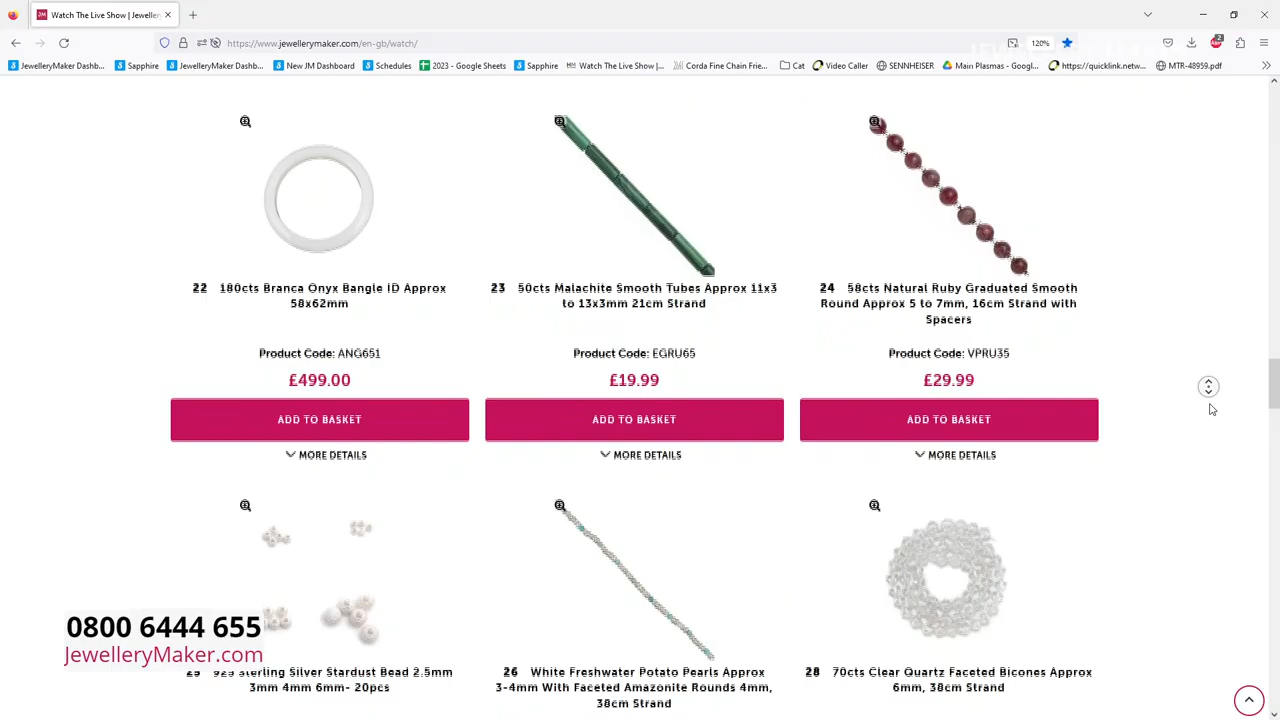 Watch The Live Show | Jeweller
https://www.jewellerymaker.com/en-gb/watch/
120%
2
JewelleryMaker Dashb...
Sapphire
JewelleryMaker Dashb...
New JM Dashboard
Schedules
2023 - Google Sheets
Sapphire
Watch The Live Show |...
Corda Fine Chain Frie...
Cat
Video Caller
SENNHEISER
Main Plasmas - Googl...
https://quicklink.netw...
MTR-48959.pdf
22 180cts Branca Onyx Bangle ID Approx
58x62mm
Product Code: ANG651
£499.00
ADD TO BASKET
MORE DETAILS
23 50cts Malachite Smooth Tubes Approx 11x3
to 13x3mm 21cm Strand
Product Code: EGRU65
£19.99
ADD TO BASKET
MORE DETAILS
24 58cts Natural Ruby Graduated Smooth
Round Approx 5 to 7mm, 16cm Strand with
Spacers
Product Code: VPRU35
£29.99
ADD TO BASKET
MORE DETAILS
0800 6444 655
JewelleryMaker.com
25 925 Sterling Silver Stardust Bead 2.5mm
3mm 4mm 6mm- 20pcs
26 White Freshwater Potato Pearls Approx
3-4mm With Faceted Amazonite Rounds 4mm,
38cm Strand
28 70cts Clear Quartz Faceted Bicones Approx
6mm, 38cm Strand